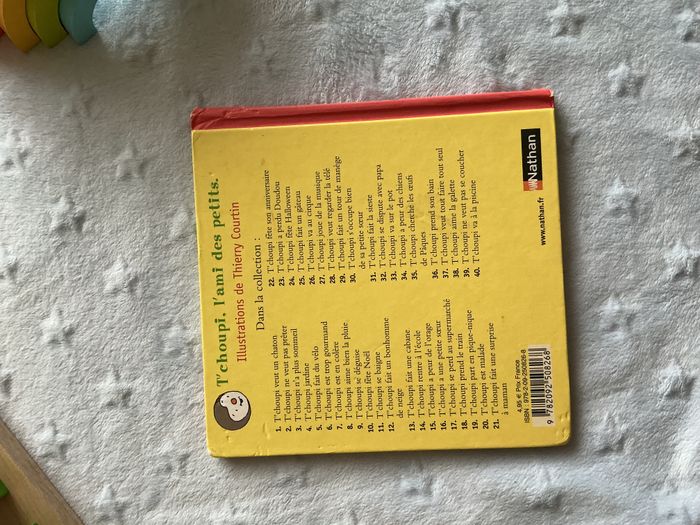 T'choupi, l'ami des petits.
Illustrations de Thierry Courtin
Dans la collection :
1. T'choupi veut un chaton
2. T'choupi ne veut pas prêter
3. T'choupi n'a plus sommeil
4. T'choupi jardine
5. T'choupi fait du vélo
6. T'choupi est trop gourmand
7. T'choupi est en colère
8. T'choupi aime bien la pluie
9. T'choupi se déguise
10. T'choupi fête Noël
11. T'choupi se baigne
12. T'choupi fait un bonhomme
de neige
13. T'choupi fait une cabane
14. T'choupi rentre à l'école
15. T'choupi a peur de l'orage
16. T'choupi a une petite sœur
17. T'choupi se perd au supermarché
18. T'choupi prend le train
19. T'choupi part en pique-nique
20. T'choupi est malade
21. T'choupi fait une surprise
à maman
22. T'choupi fête son anniversaire
23. T'choupi a perdu Doudou
24. T'choupi fête Halloween
25. T'choupi fait un gâteau
26. T'choupi va au cirque
27. T'choupi joue de la musique
28. T'choupi veut regarder la télé
29. T'choupi fait un tour de manège
30. T'choupi s'occupe bien
de sa petite sœur
31. T'choupi fait la sieste
32. T'choupi se dispute avec papa
33. T'choupi va sur le pot
34. T'choupi a peur des chiens
35. T'choupi cherche les œufs
de Pâques
36. T'choupi prend son bain
37. T'choupi veut tout faire tout seul
38. T'choupi aime la galette
39. T'choupi ne veut pas se coucher
40. T'choupi va à la piscine
4,95 € Prix France
ISBN 978-2-09-250826-8
9 782092 508268
Nathan
www.nathan.fr